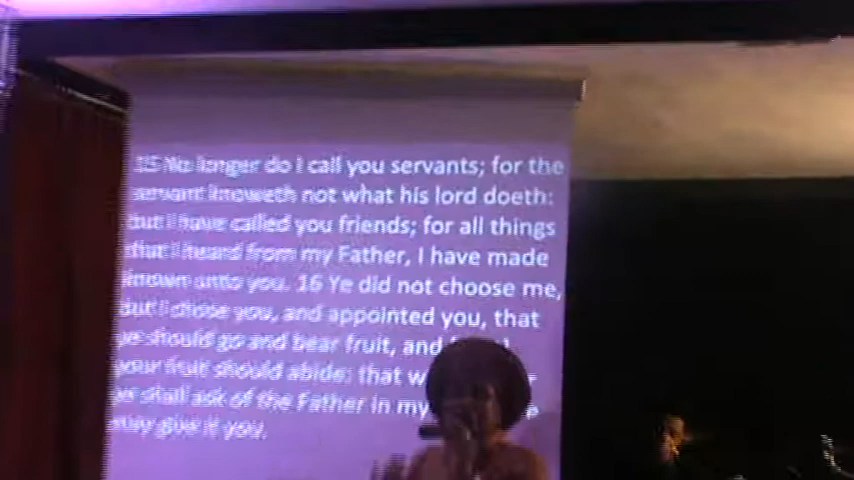 15 No longer do I call you servants; for the
servant knoweth not what his lord doeth:
but I have called you friends; for all things
that I heard from my Father, I have made
known unto you. 16 Ye did not choose me,
but I chose you, and appointed you, that
ye should go and bear fruit, and
your fruit should abide: that
ye shall ask of the Father in my
may give it you.